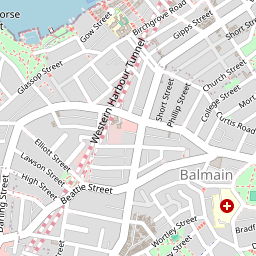 orse
et
Birchgrove Road
Gow Street
Gipps Street
Short Street
Glassop Street
Western Harbour Tunnel
Church Street
Short Street
Phillip Street
College Street
Mort
Curtis Road
Elliott Street
Lawson Street
High Street
Beattie Street
Balmain
Darling Street
Wortley Street
Bradf